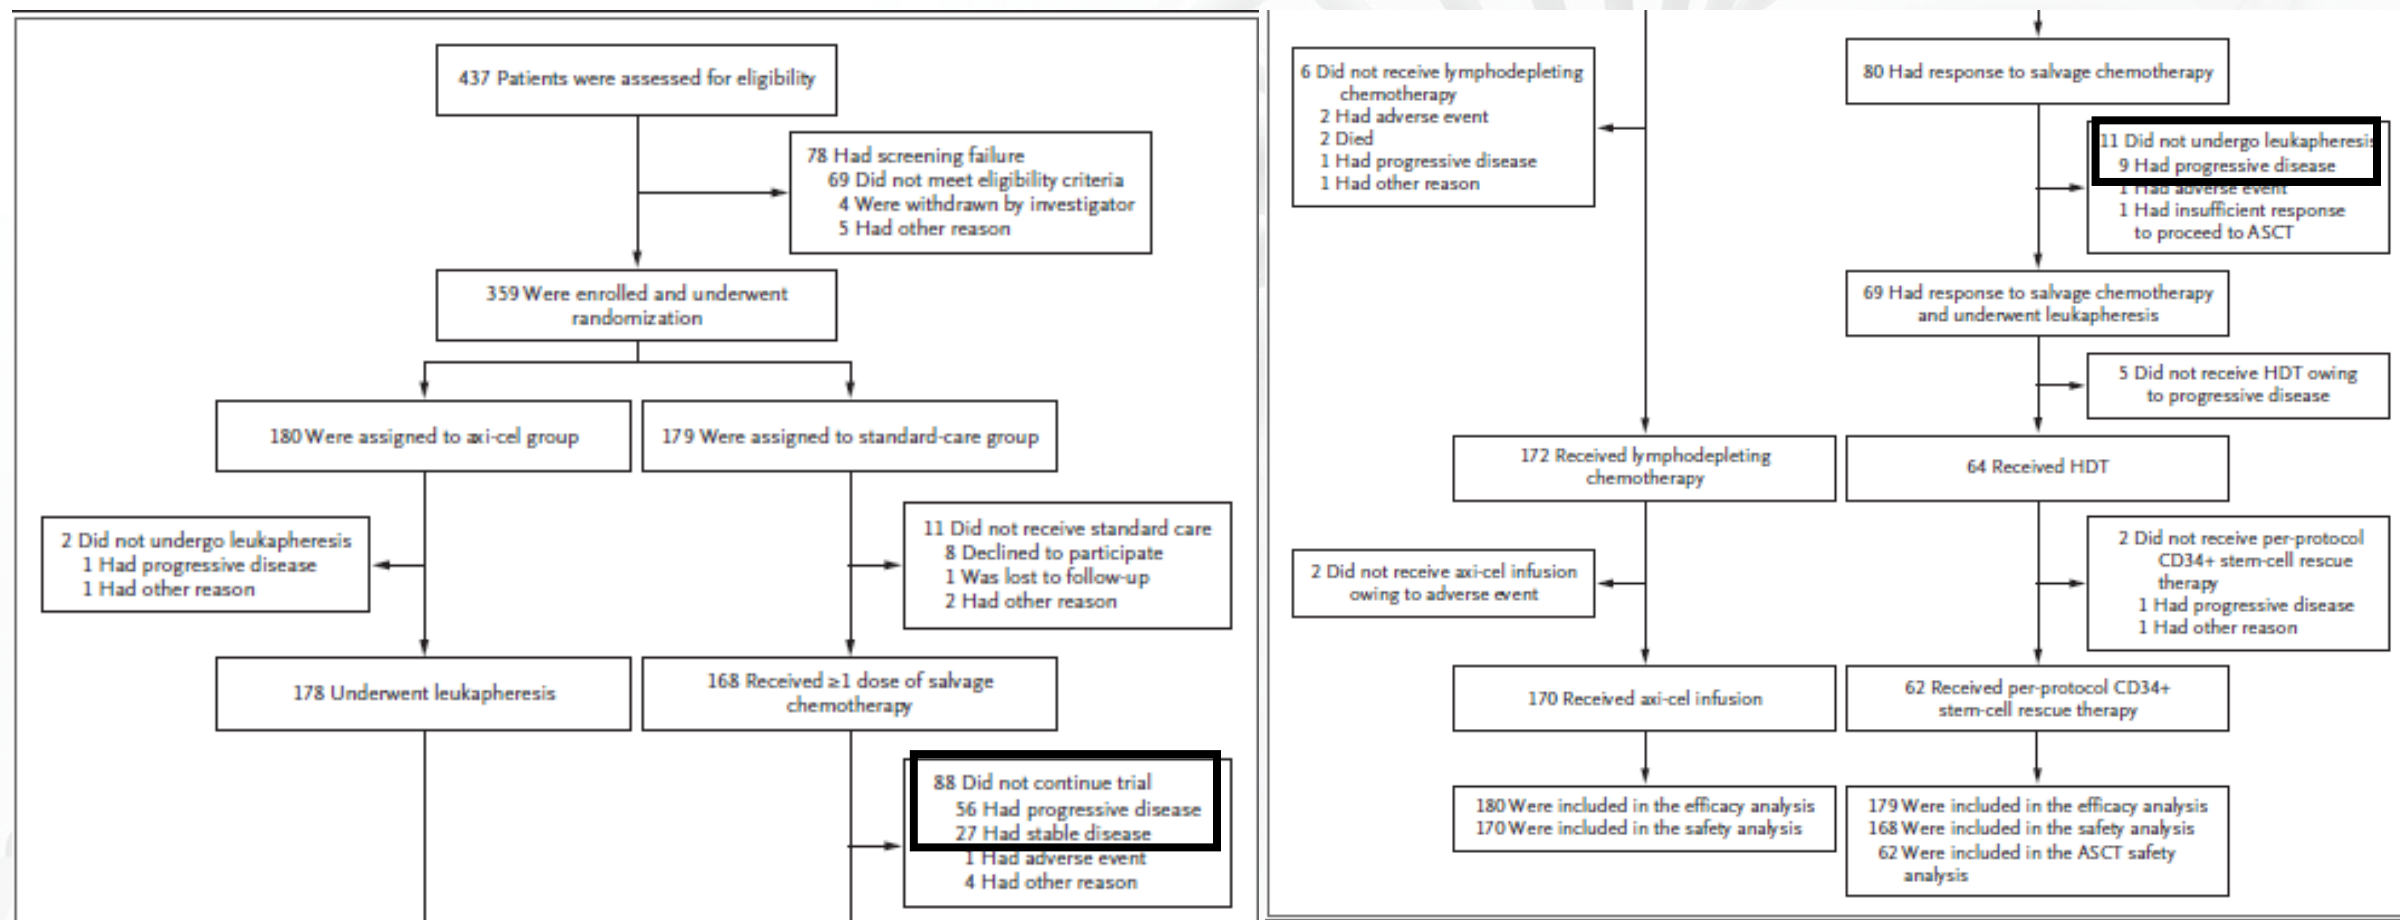 437 Patients were assessed for eligibility
78 Had screening failure
69 Did not meet eligibility criteria
4 Were withdrawn by investigator
5 Had other reason
359 Were enrolled and underwent
randomization
180 Were assigned to axi-cel group
179 Were assigned to standard-care group
2 Did not undergo leukapheresis
1 Had progressive disease
1 Had other reason
11 Did not receive standard care
8 Declined to participate
1 Was lost to follow-up
2 Had other reason
178 Underwent leukapheresis
168 Received ≥1 dose of salvage
chemotherapy
88 Did not continue trial
56 Had progressive disease
27 Had stable disease
1 Had adverse event
4 Had other reason
6 Did not receive lymphodepleting
chemotherapy
2 Had adverse event
2 Died
1 Had progressive disease
1 Had other reason
80 Had response to salvage chemotherapy
11 Did not undergo leukapheresis
9 Had progressive disease
1 Had adverse event
1 Had insufficient response
to proceed to ASCT
69 Had response to salvage chemotherapy
and underwent leukapheresis
5 Did not receive HDT owing
to progressive disease
172 Received lymphodepleting
chemotherapy
64 Received HDT
2 Did not receive axi-cel infusion
owing to adverse event
2 Did not receive per-protocol
CD34+ stem-cell rescue
therapy
1 Had progressive disease
1 Had other reason
170 Received axi-cel infusion
62 Received per-protocol CD34+
stem-cell rescue therapy
180 Were included in the efficacy analysis
170 Were included in the safety analysis
179 Were included in the efficacy analysis
168 Were included in the safety analysis
62 Were included in the ASCT safety
analysis